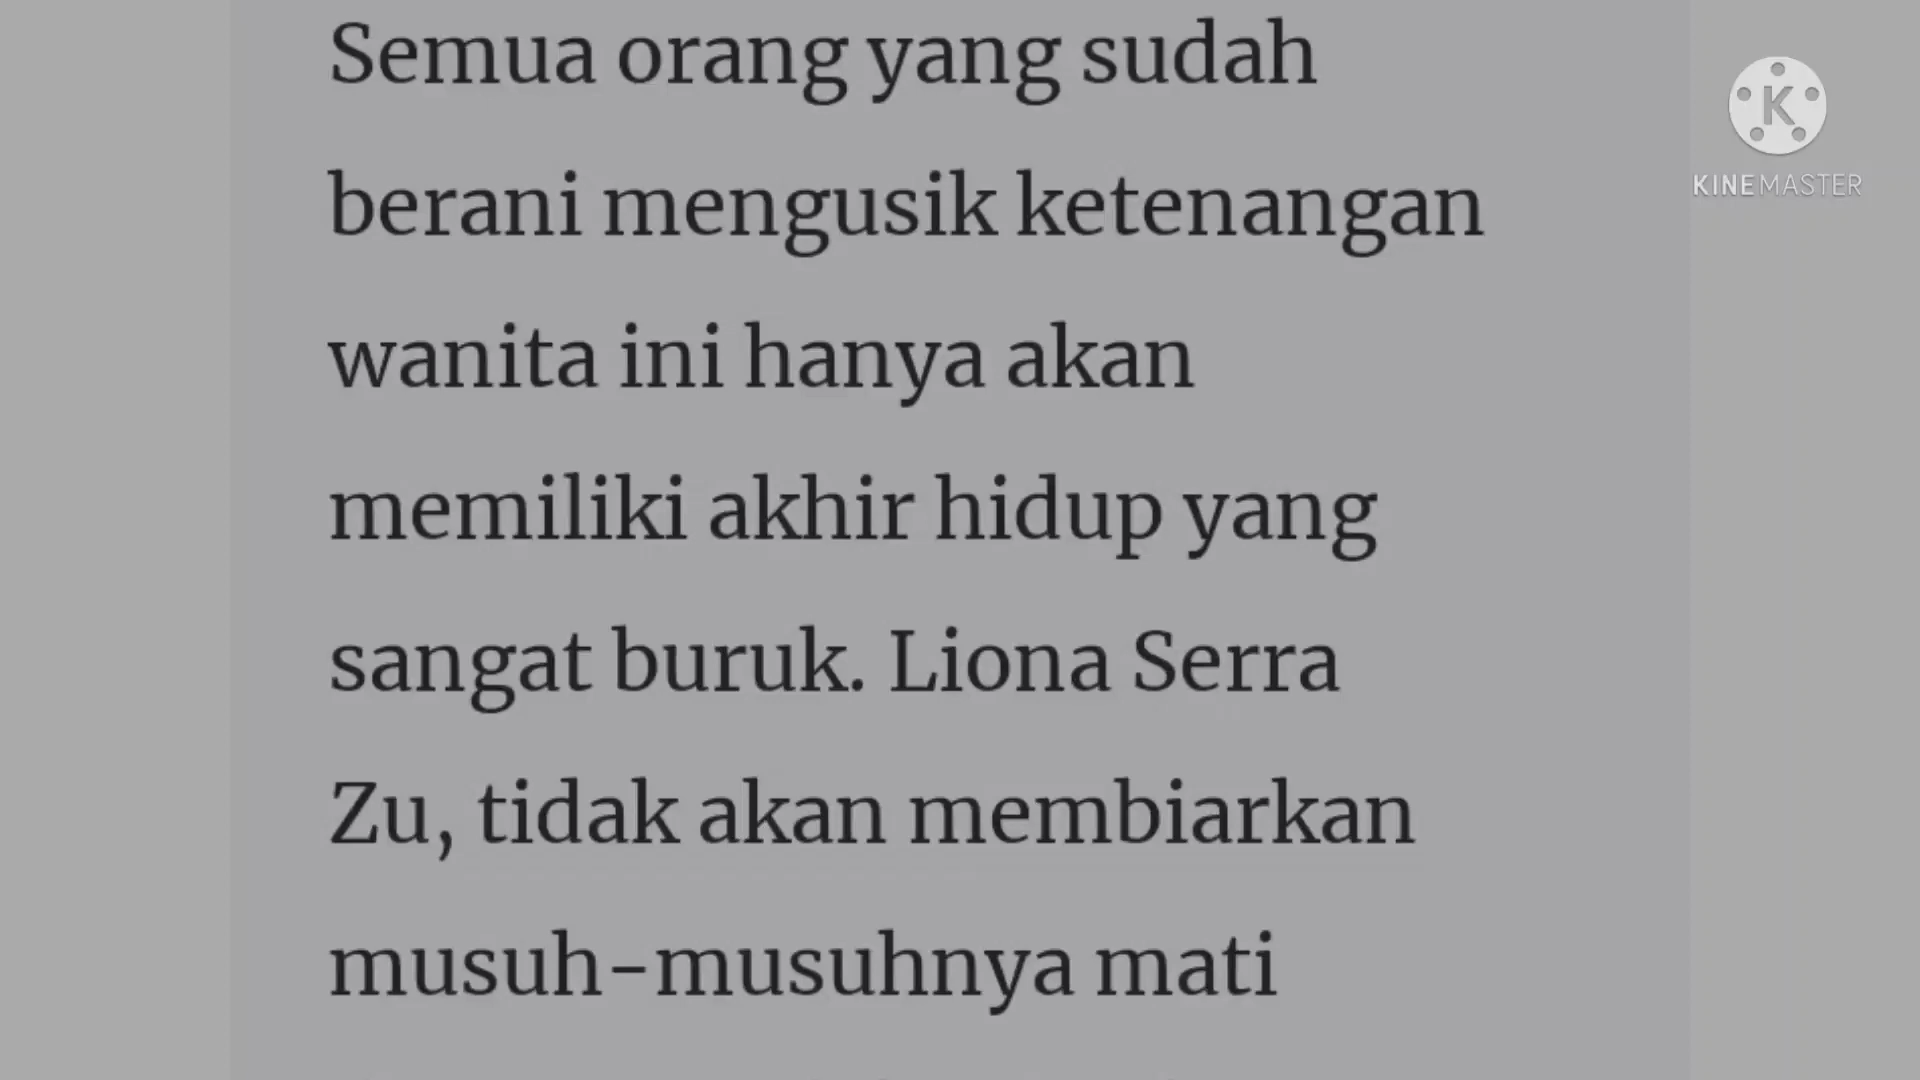 Semua orang yang sudah
berani mengusik ketenangan
wanita ini hanya akan
memiliki akhir hidup yang
sangat buruk. Liona Serra
Zu, tidak akan membiarkan
musuh-musuhnya mati
K
KINEMASTER